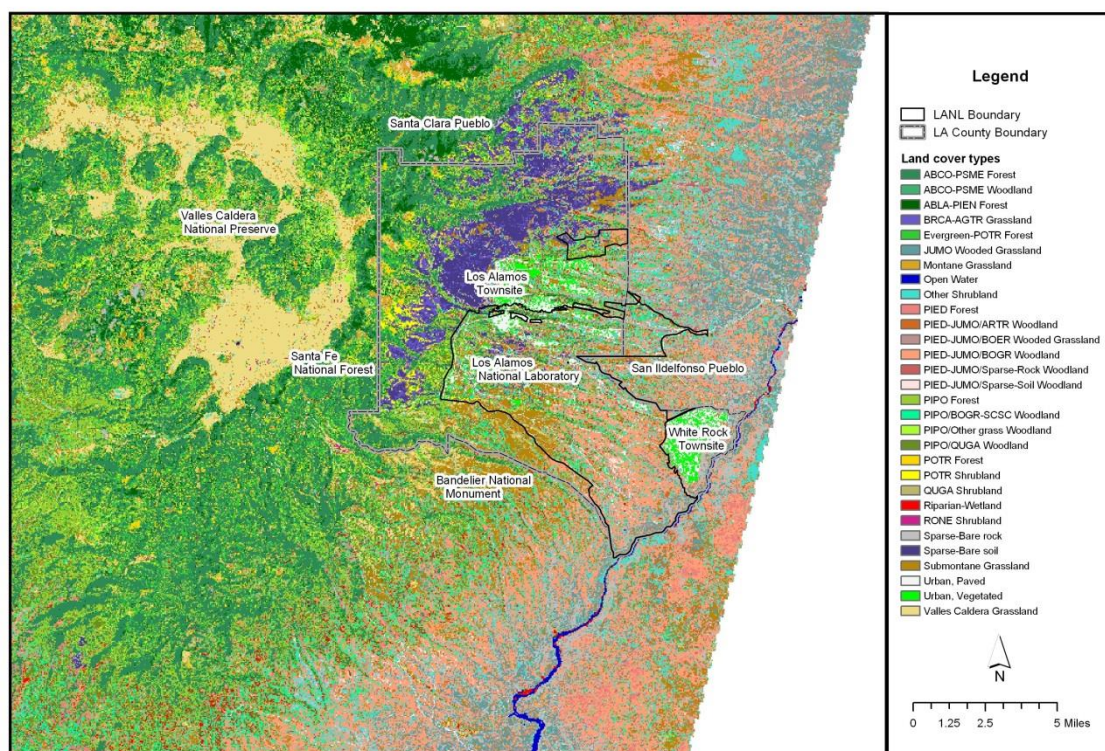 Santa Clara Pueblo
Valles Caldera
National Preserve
Los Alamos
Townsite
Santa Fe
National Forest
Los Alamos
National Laboratory
San Ildelfonso Pueblo
White Rock
Townsite
Bandelier National
Monument
Legend
LANL Boundary
LA County Boundary
Land cover types
ABCO-PSME Forest
ABCO-PSME Woodland
ABLA-PIEN Forest
BRCA-AGTR Grassland
Evergreen-POTR Forest
JUMO Wooded Grassland
Montane Grassland
Open Water
Other Shrubland
PIED Forest
PIED-JUMO/ARTR Woodland
PIED-JUMO/BOER Wooded Grassland
PIED-JUMO/BOGR Woodland
PIED-JUMO/Sparse-Rock Woodland
PIED-JUMO/Sparse-Soil Woodland
PIPO Forest
PIPO/BOGR-SCSC Woodland
PIPO/Other grass Woodland
PIPO/QUGA Woodland
POTR Forest
POTR Shrubland
QUGA Shrubland
Riparian-Wetland
RONE Shrubland
Sparse-Bare rock
Sparse-Bare soil
Submontane Grassland
Urban, Paved
Urban, Vegetated
Valles Caldera Grassland
N
0 1.25 2.5 5 Miles